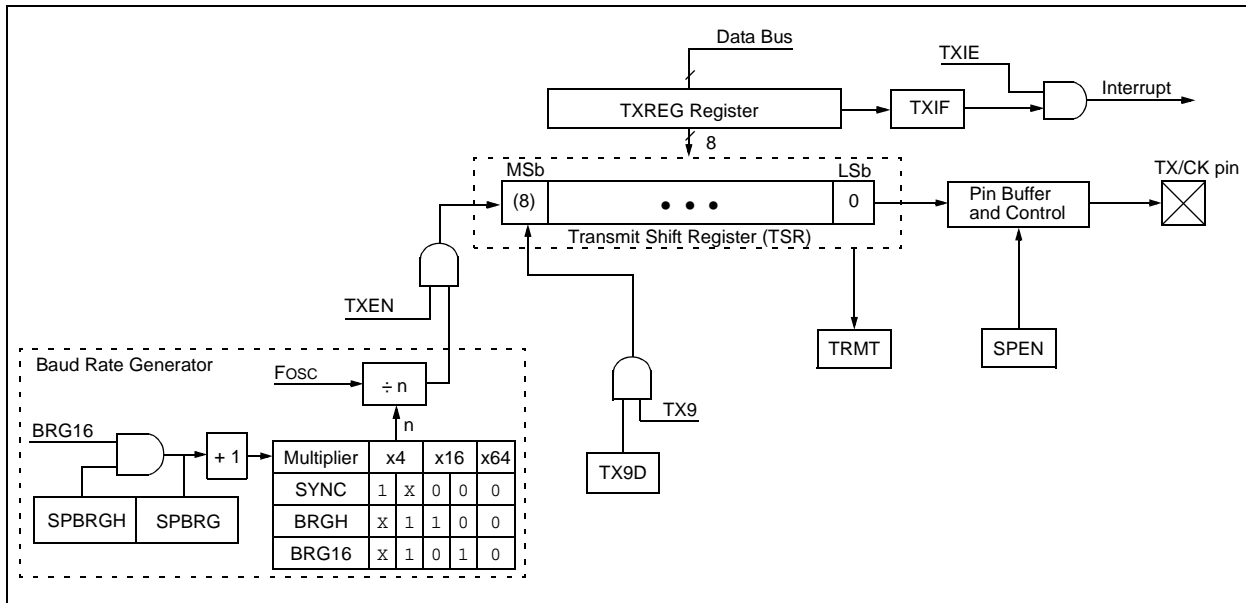 Data Bus
TXIE
Interrupt
TXREG Register
TXIF
8
MSb
LSb
(8)
• • •
0
Transmit Shift Register (TSR)
Pin Buffer
and Control
TX/CK pin
TXEN
TRMT
SPEN
Baud Rate Generator
FOSC
÷ n
n
TX9
TX9D
BRG16
+ 1
SPBRGH SPBRG
Multiplier x4 x16 x64
SYNC 1 X 0 0 0
BRGH X 1 1 0 0
BRG16 X 1 0 1 0